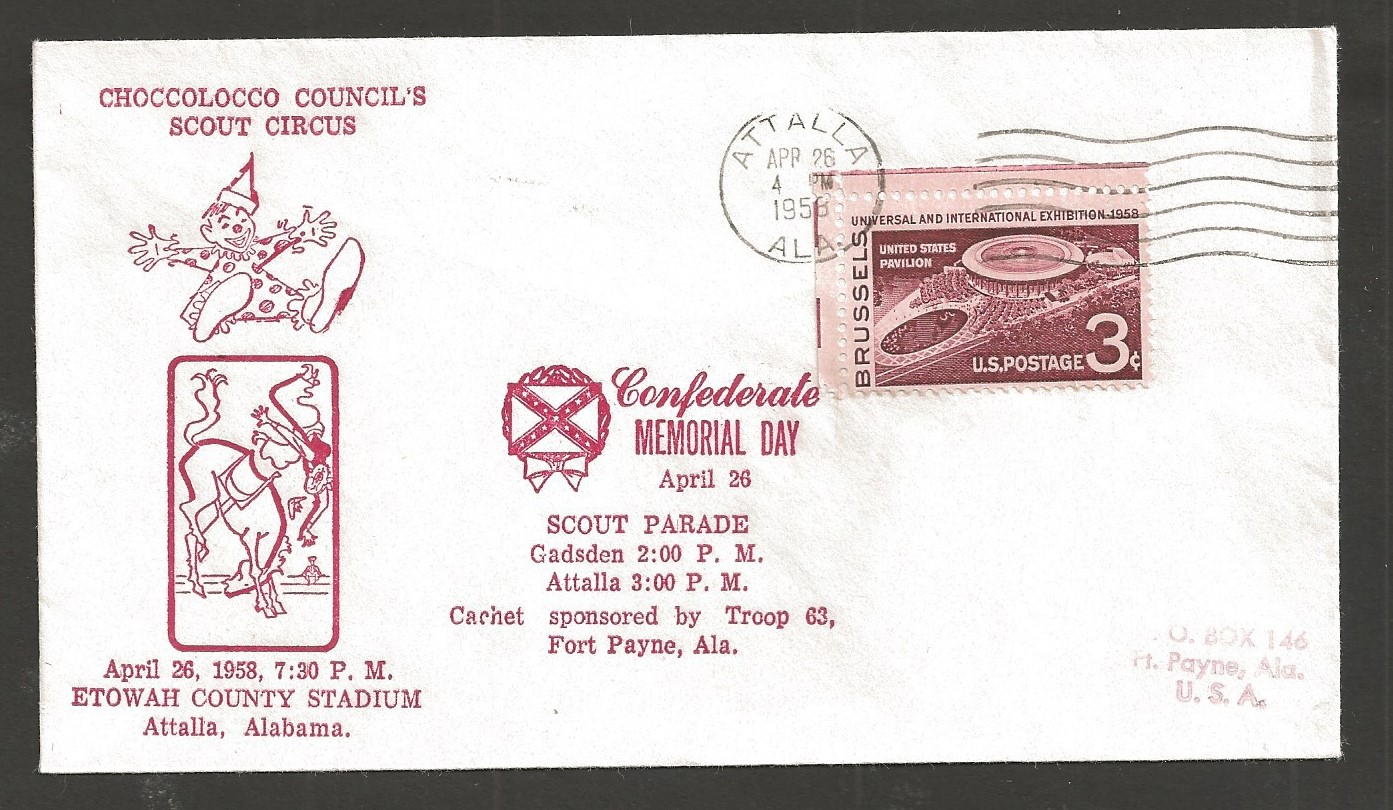 CHOCCOLOCCO COUNCIL'S
SCOUT CIRCUS
April 26, 1958, 7:30 P. M.
ETOWAH COUNTY STADIUM
Attalla, Alabama.
Confederate
MEMORIAL DAY
April 26
SCOUT PARADE
Gadsden 2:00 P. M.
Attalla 3:00 P. M.
Cachet sponsored by Troop 63,
Fort Payne, Ala.
ATTALLA
APR 26
4 PM
1958
ALA.
UNIVERSAL AND INTERNATIONAL EXHIBITION-1958
BRUSSELS
UNITED STATES
PAVILION
U.S. POSTAGE 3¢
. O. BOX 146
Ft. Payne, Ala.
U. S. A.